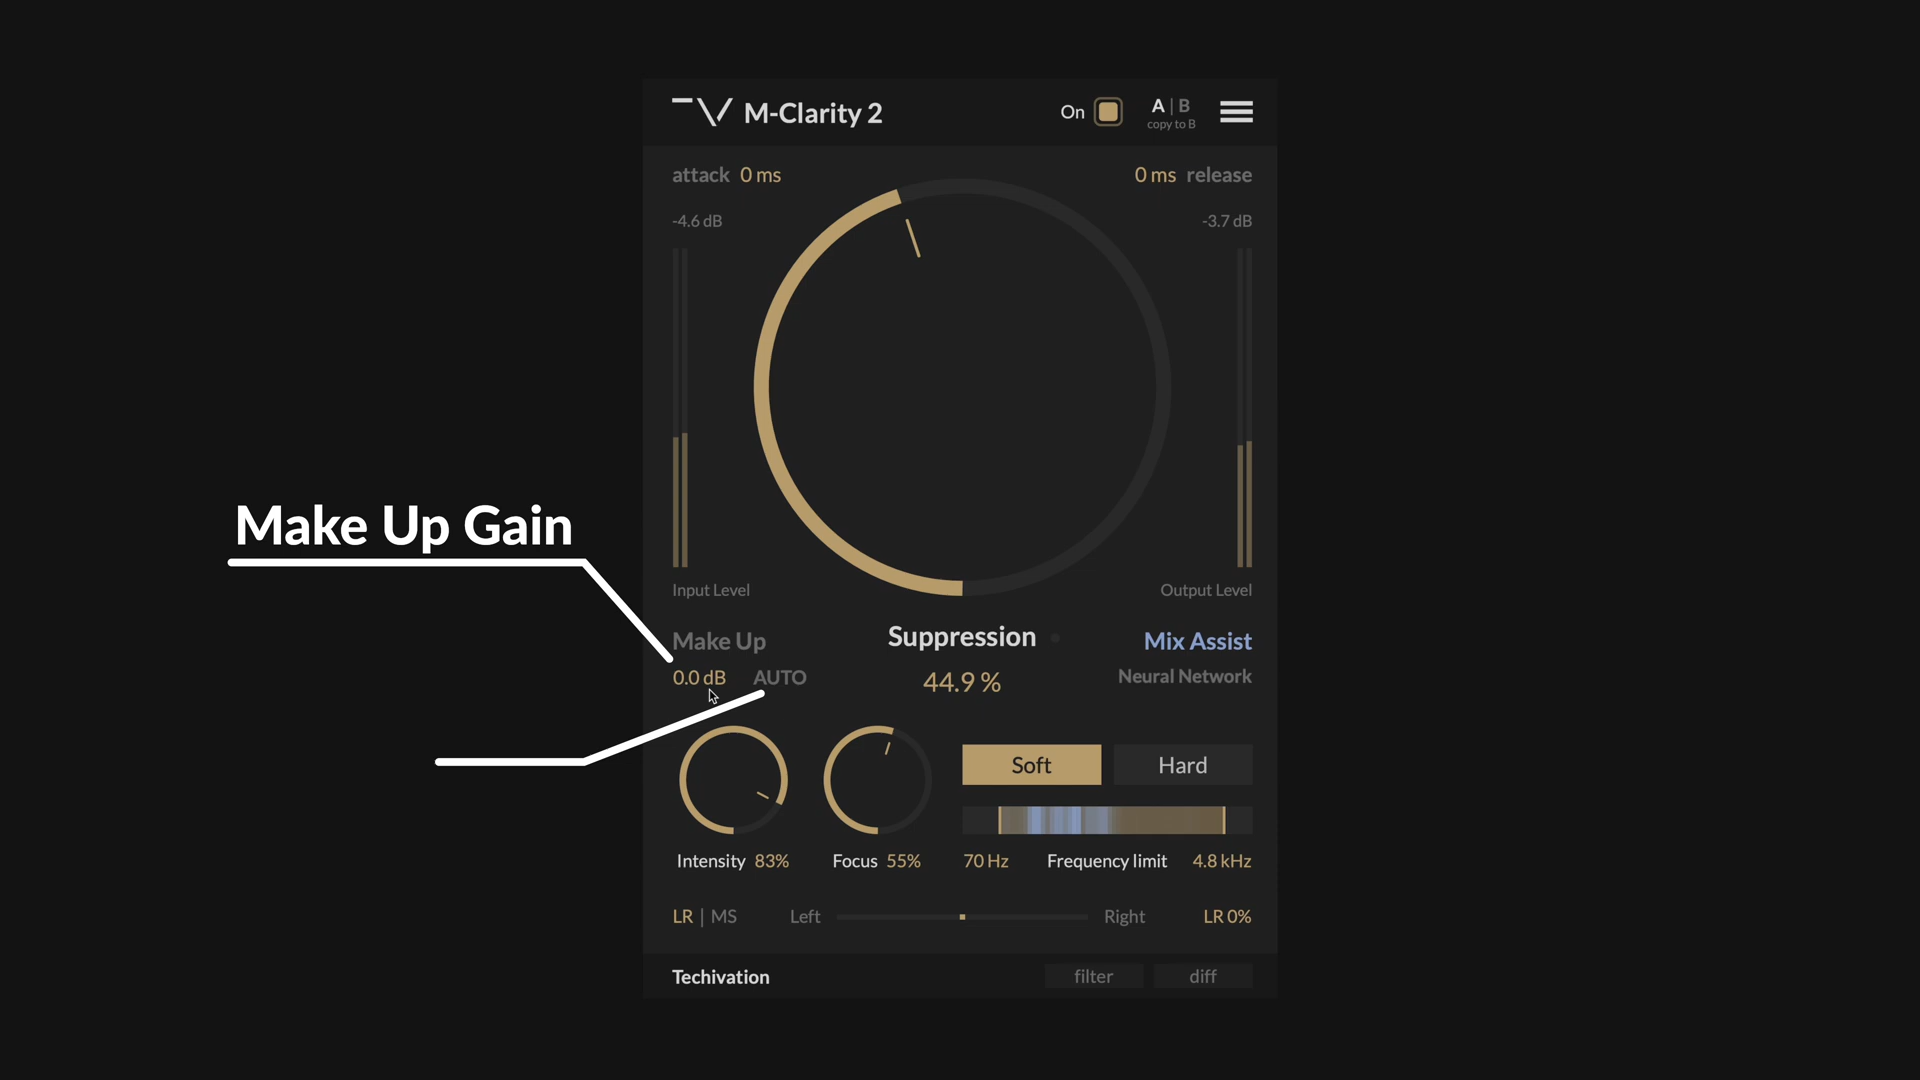 M-Clarity 2
On
A | B
copy to B
attack 0 ms
0 ms release
-4.6 dB
-3.7 dB
Make Up Gain
Input Level
Output Level
Make Up
Suppression
Mix Assist
0.0 dB AUTO
44.9 %
Neural Network
Soft
Hard
Intensity 83%
Focus 55%
70 Hz Frequency limit 4.8 kHz
LR | MS
Left
Right
LR 0%
Techivation
filter
diff